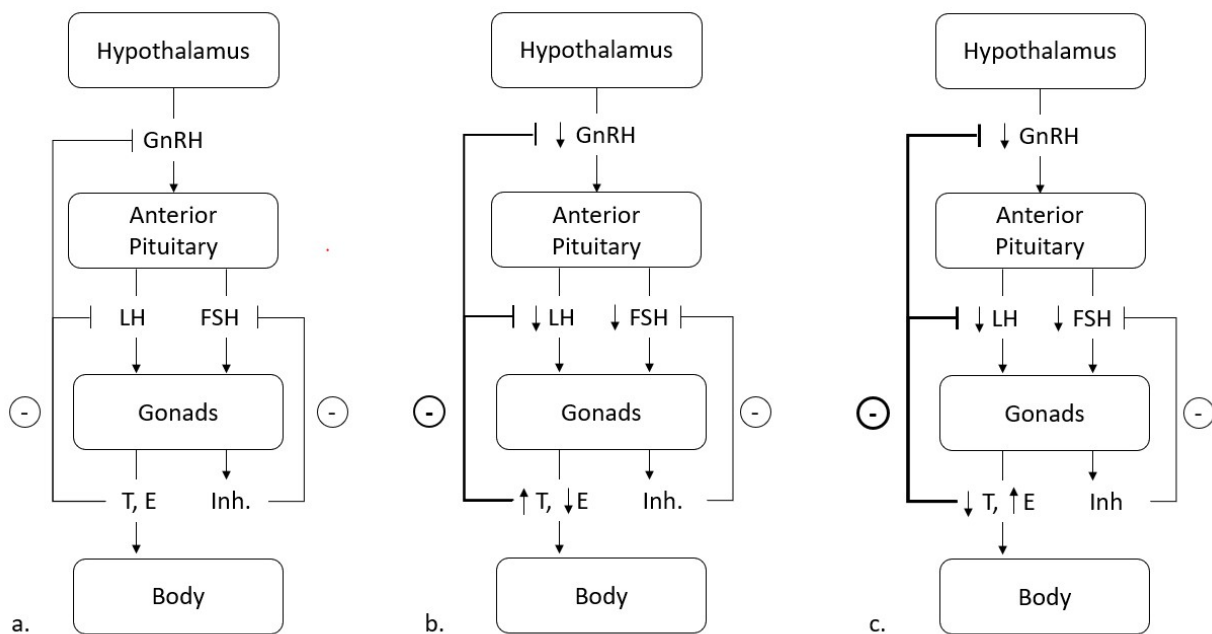 Hypothalamus
GnRH
Anterior
Pituitary
LH FSH
Gonads
- -
T, E Inh.
Body
a.
Hypothalamus
↓ GnRH
Anterior
Pituitary
↓ LH ↓ FSH
Gonads
- -
↑ T, ↓ E Inh.
Body
b.
Hypothalamus
↓ GnRH
Anterior
Pituitary
↓ LH ↓ FSH
Gonads
- -
↓ T, ↑ E Inh
Body
c.